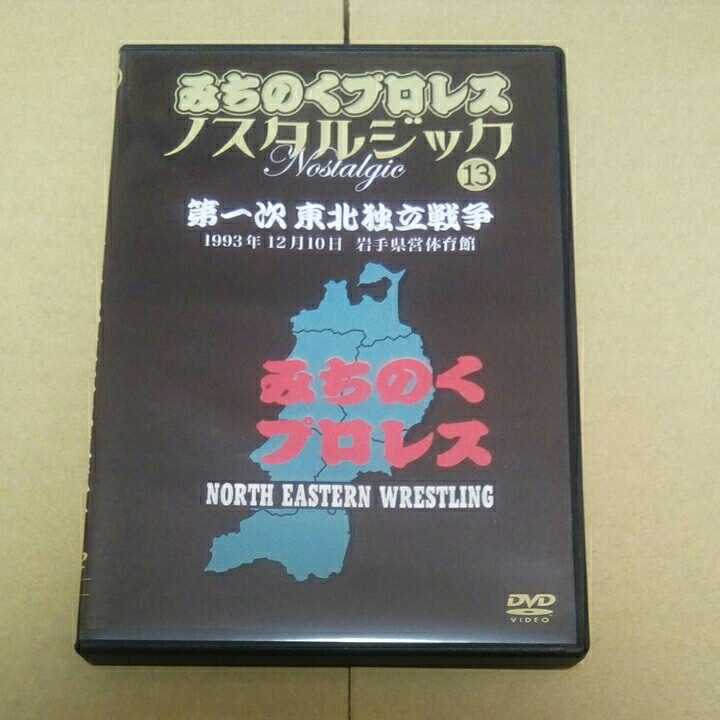 みちのくプロレス
ノスタルジック
Nostalgic
13
第一次 東北独立戦争
1993年12月10日 岩手県営体育館
みちのく
プロレス
NORTH EASTERN WRESTLING
DVD
VIDEO